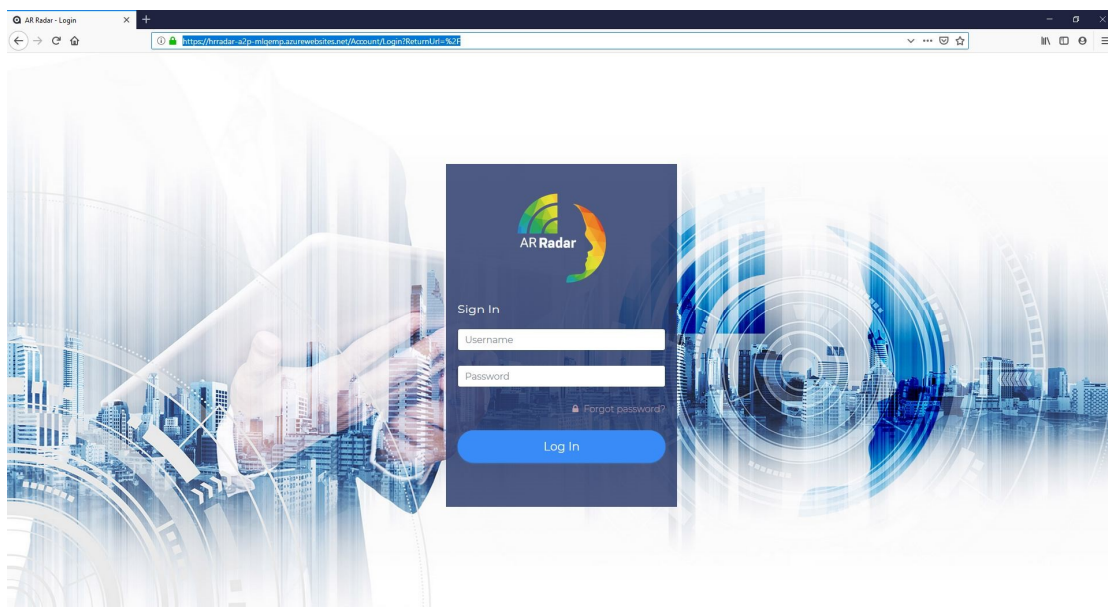 AR Radar - Login
https://hrradar-a2p-mlqemp.azurewebsites.net/Account/Login?ReturnUrl=%2F
AR Radar
Sign In
Username
Password
Forgot password?
Log In